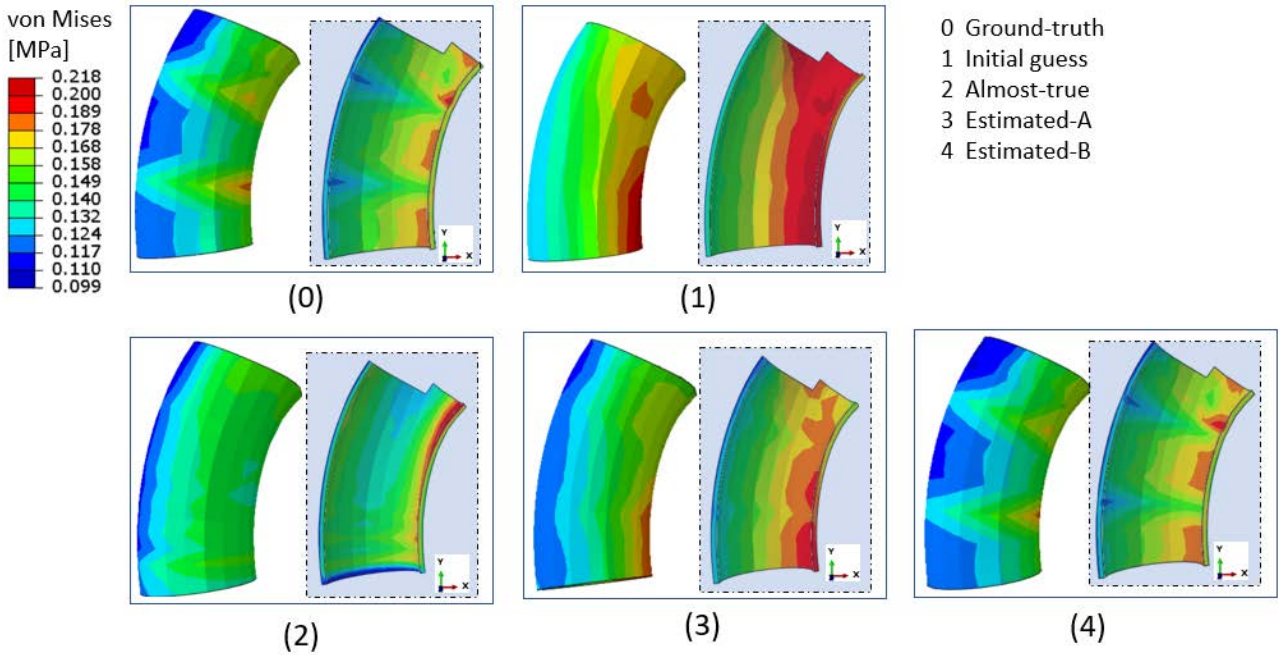 von Mises
[MPa]
0.218
0.200
0.189
0.178
0.168
0.158
0.149
0.140
0.132
0.124
0.117
0.110
0.099
Y
X
(0)
Y
X
(1)
0 Ground-truth
1 Initial guess
2 Almost-true
3 Estimated-A
4 Estimated-B
Y
X
(2)
Y
X
(3)
Y
X
(4)